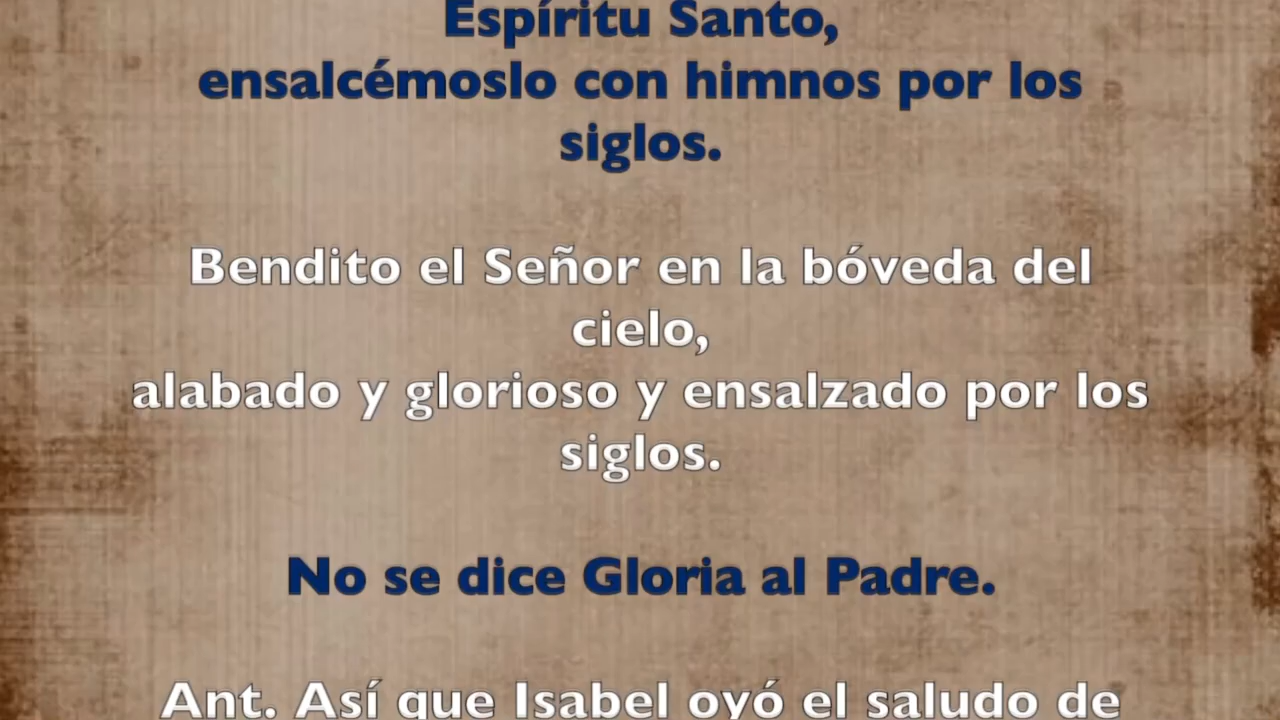 Espíritu Santo,
ensalcémoslo con himnos por los
siglos.
Bendito el Señor en la bóveda del
cielo,
alabado y glorioso y ensalzado por los
siglos.
No se dice Gloria al Padre.
Ant. Así que Isabel oyó el saludo de